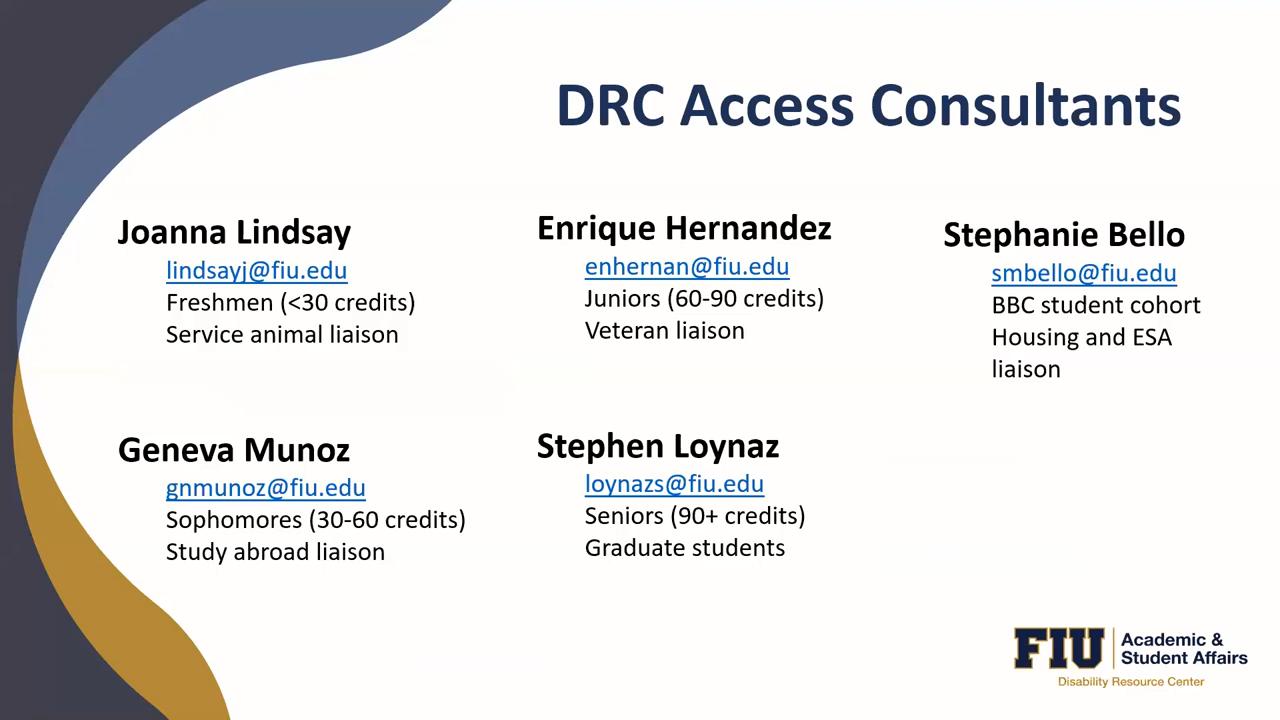 DRC Access Consultants
Joanna Lindsay
lindsayj@fiu.edu
Freshmen (<30 credits)
Service animal liaison
Enrique Hernandez
enhernan@fiu.edu
Juniors (60-90 credits)
Veteran liaison
Stephanie Bello
smbello@fiu.edu
BBC student cohort
Housing and ESA
liaison
Geneva Munoz
gnmunoz@fiu.edu
Sophomores (30-60 credits)
Study abroad liaison
Stephen Loynaz
loynazs@fiu.edu
Seniors (90+ credits)
Graduate students
FIU
Academic &
Student Affairs
Disability Resource Center